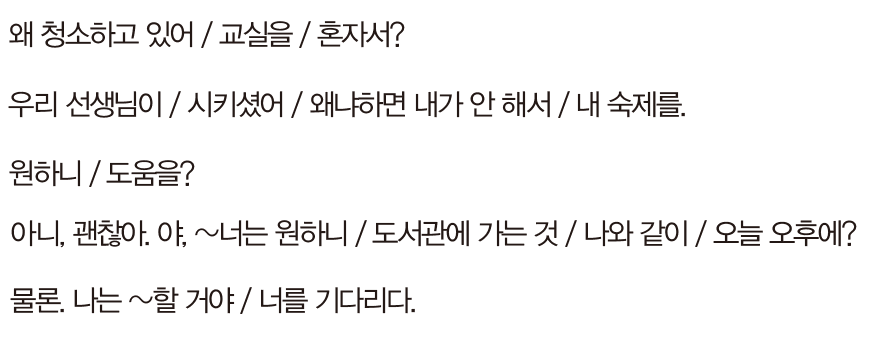 왜 청소하고 있어 / 교실을 / 혼자서?
우리 선생님이 / 시키셨어 / 왜냐하면 내가 안 해서 / 내 숙제를.
원하니 / 도움을?
아니, 괜찮아. 야, ～너는 원하니 / 도서관에 가는 것 / 나와 같이 / 오늘 오후에?
물론. 나는 ～할 거야 / 너를 기다리다.